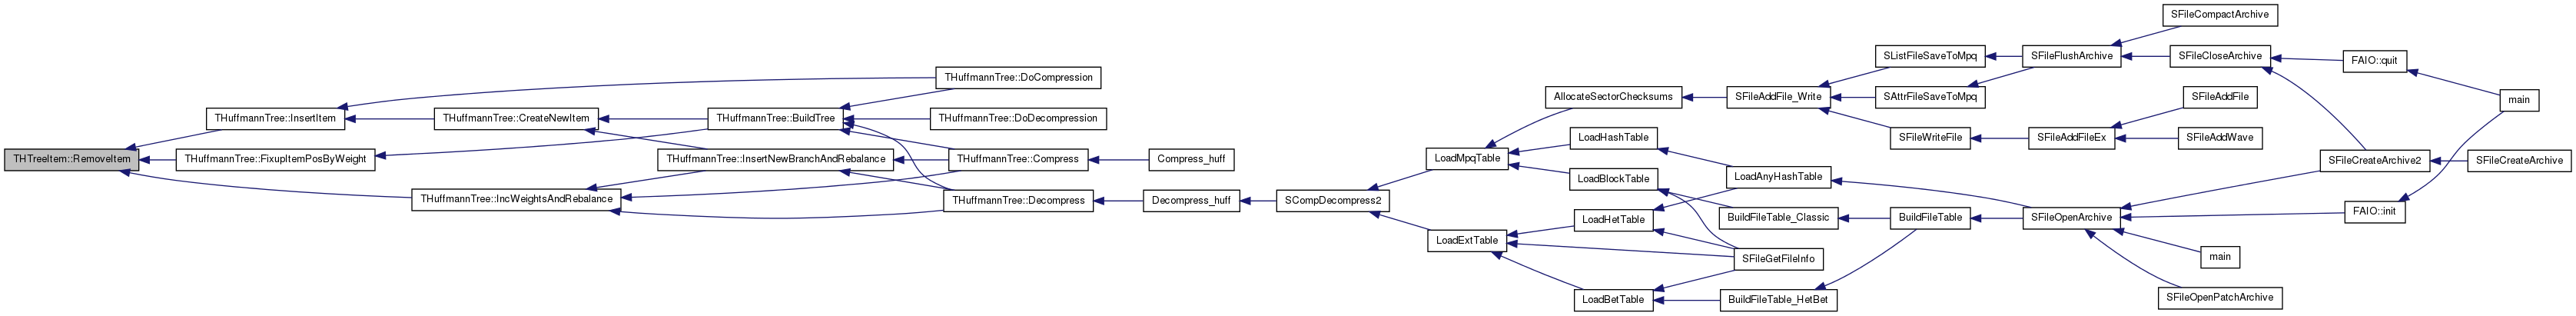 THTreeItem::RemoveItem
THuffmannTree::InsertItem
THuffmannTree::FixupItemPosByWeight
THuffmannTree::IncWeightsAndRebalance
THuffmannTree::CreateNewItem
THuffmannTree::InsertNewBranchAndRebalance
THuffmannTree::BuildTree
THuffmannTree::DoCompression
THuffmannTree::DoDecompression
THuffmannTree::Compress
THuffmannTree::Decompress
Compress_huff
Decompress_huff
SCompDecompress2
LoadMpqTable
LoadExtTable
AllocateSectorChecksums
LoadHashTable
LoadBlockTable
LoadHetTable
LoadBetTable
SFileAddFile_Write
LoadAnyHashTable
BuildFileTable_Classic
SFileGetFileInfo
BuildFileTable_HetBet
SListFileSaveToMpq
SAttrFileSaveToMpq
SFileWriteFile
BuildFileTable
SFileFlushArchive
SFileAddFileEx
SFileOpenArchive
SFileCompactArchive
SFileCloseArchive
SFileAddFile
SFileAddWave
main
SFileOpenPatchArchive
FAIO::quit
SFileCreateArchive2
FAIO::init
main
SFileCreateArchive